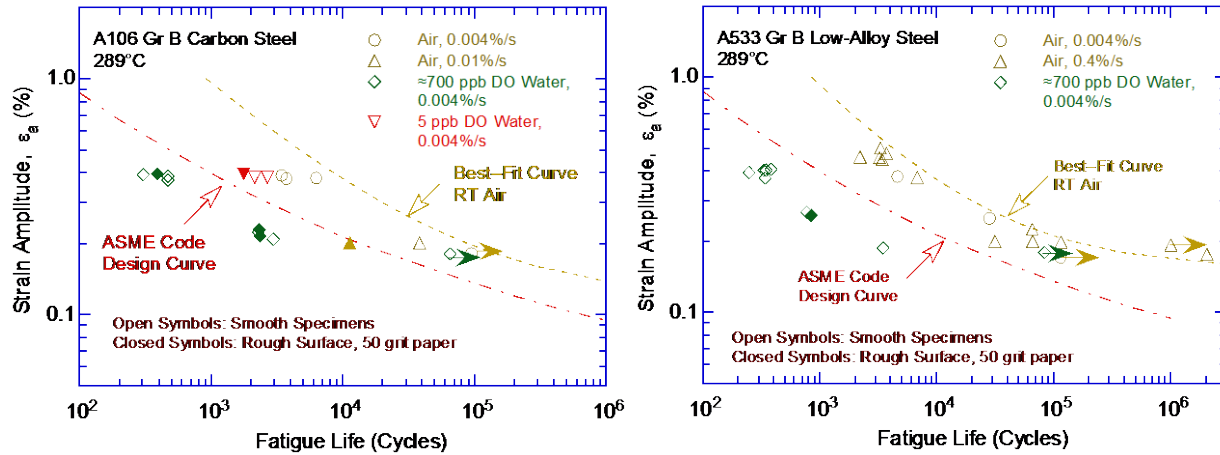 A106 Gr B Carbon Steel
289°C
Air, 0.004%/s
Air, 0.01%/s
≈700 ppb DO Water,
0.004%/s
5 ppb DO Water,
0.004%/s
Best–Fit Curve
RT Air
ASME Code
Design Curve
Open Symbols: Smooth Specimens
Closed Symbols: Rough Surface, 50 grit paper
Strain Amplitude, εa (%)
1.0
0.1
10²
10³
10⁴
10⁵
10⁶
Fatigue Life (Cycles)
A533 Gr B Low-Alloy Steel
289°C
Air, 0.004%/s
Air, 0.4%/s
≈700 ppb DO Water,
0.004%/s
Best–Fit Curve
RT Air
ASME Code
Design Curve
Open Symbols: Smooth Specimens
Closed Symbols: Rough Surface, 50 grit paper
Strain Amplitude, εa (%)
1.0
0.1
10²
10³
10⁴
10⁵
10⁶
Fatigue Life (Cycles)